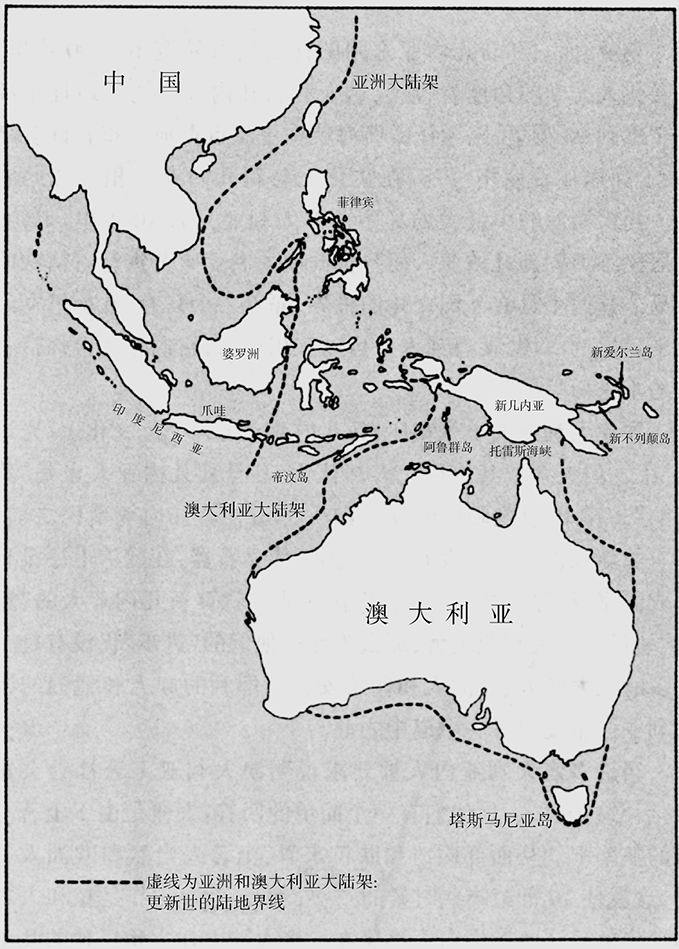 中国
亚洲大陆架
菲律宾
婆罗洲
新爱尔兰岛
印度尼西亚
爪哇
新几内亚
阿鲁群岛
托雷斯海峡
新不列颠岛
帝汶岛
澳大利亚大陆架
澳大利亚
塔斯马尼亚岛
虚线为亚洲和澳大利亚大陆架:
更新世的陆地界线